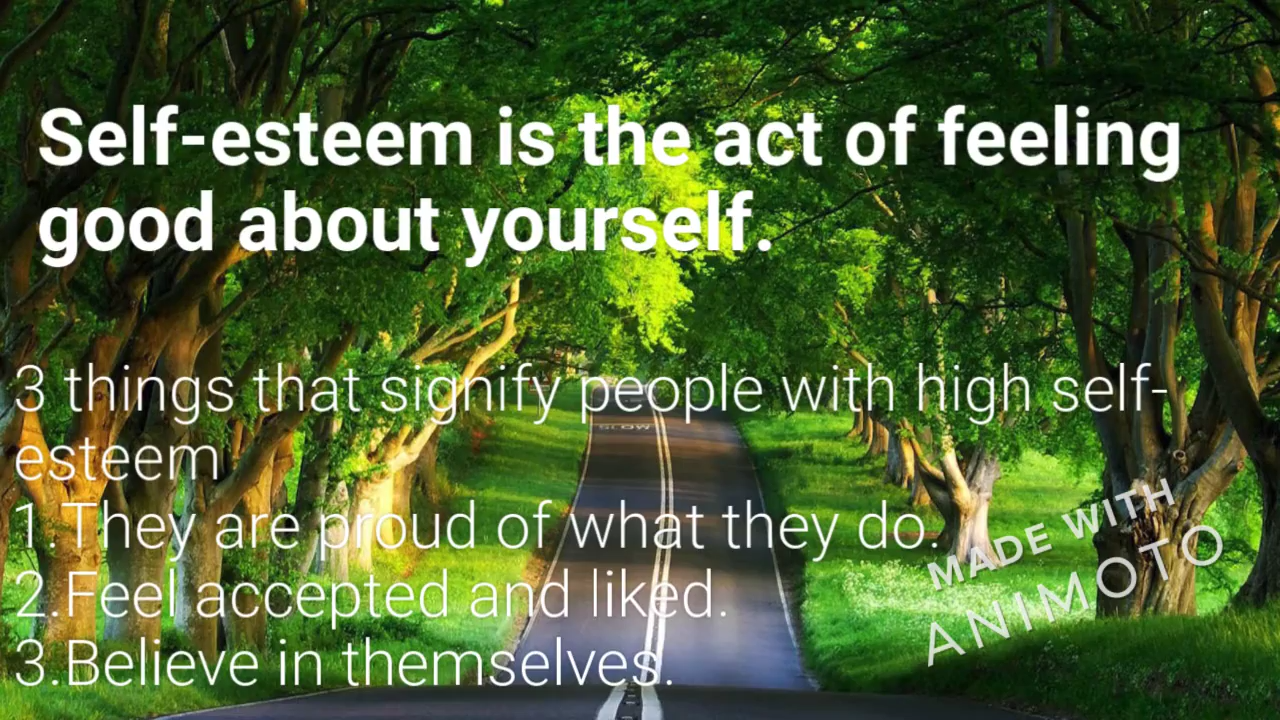 Self-esteem is the act of feeling
good about yourself.
3 things that signify people with high self-
esteem
1.They are proud of what they do.
2.Feel accepted and liked.
3.Believe in themselves.
SLOW
MADE WITH
ANIMOTO